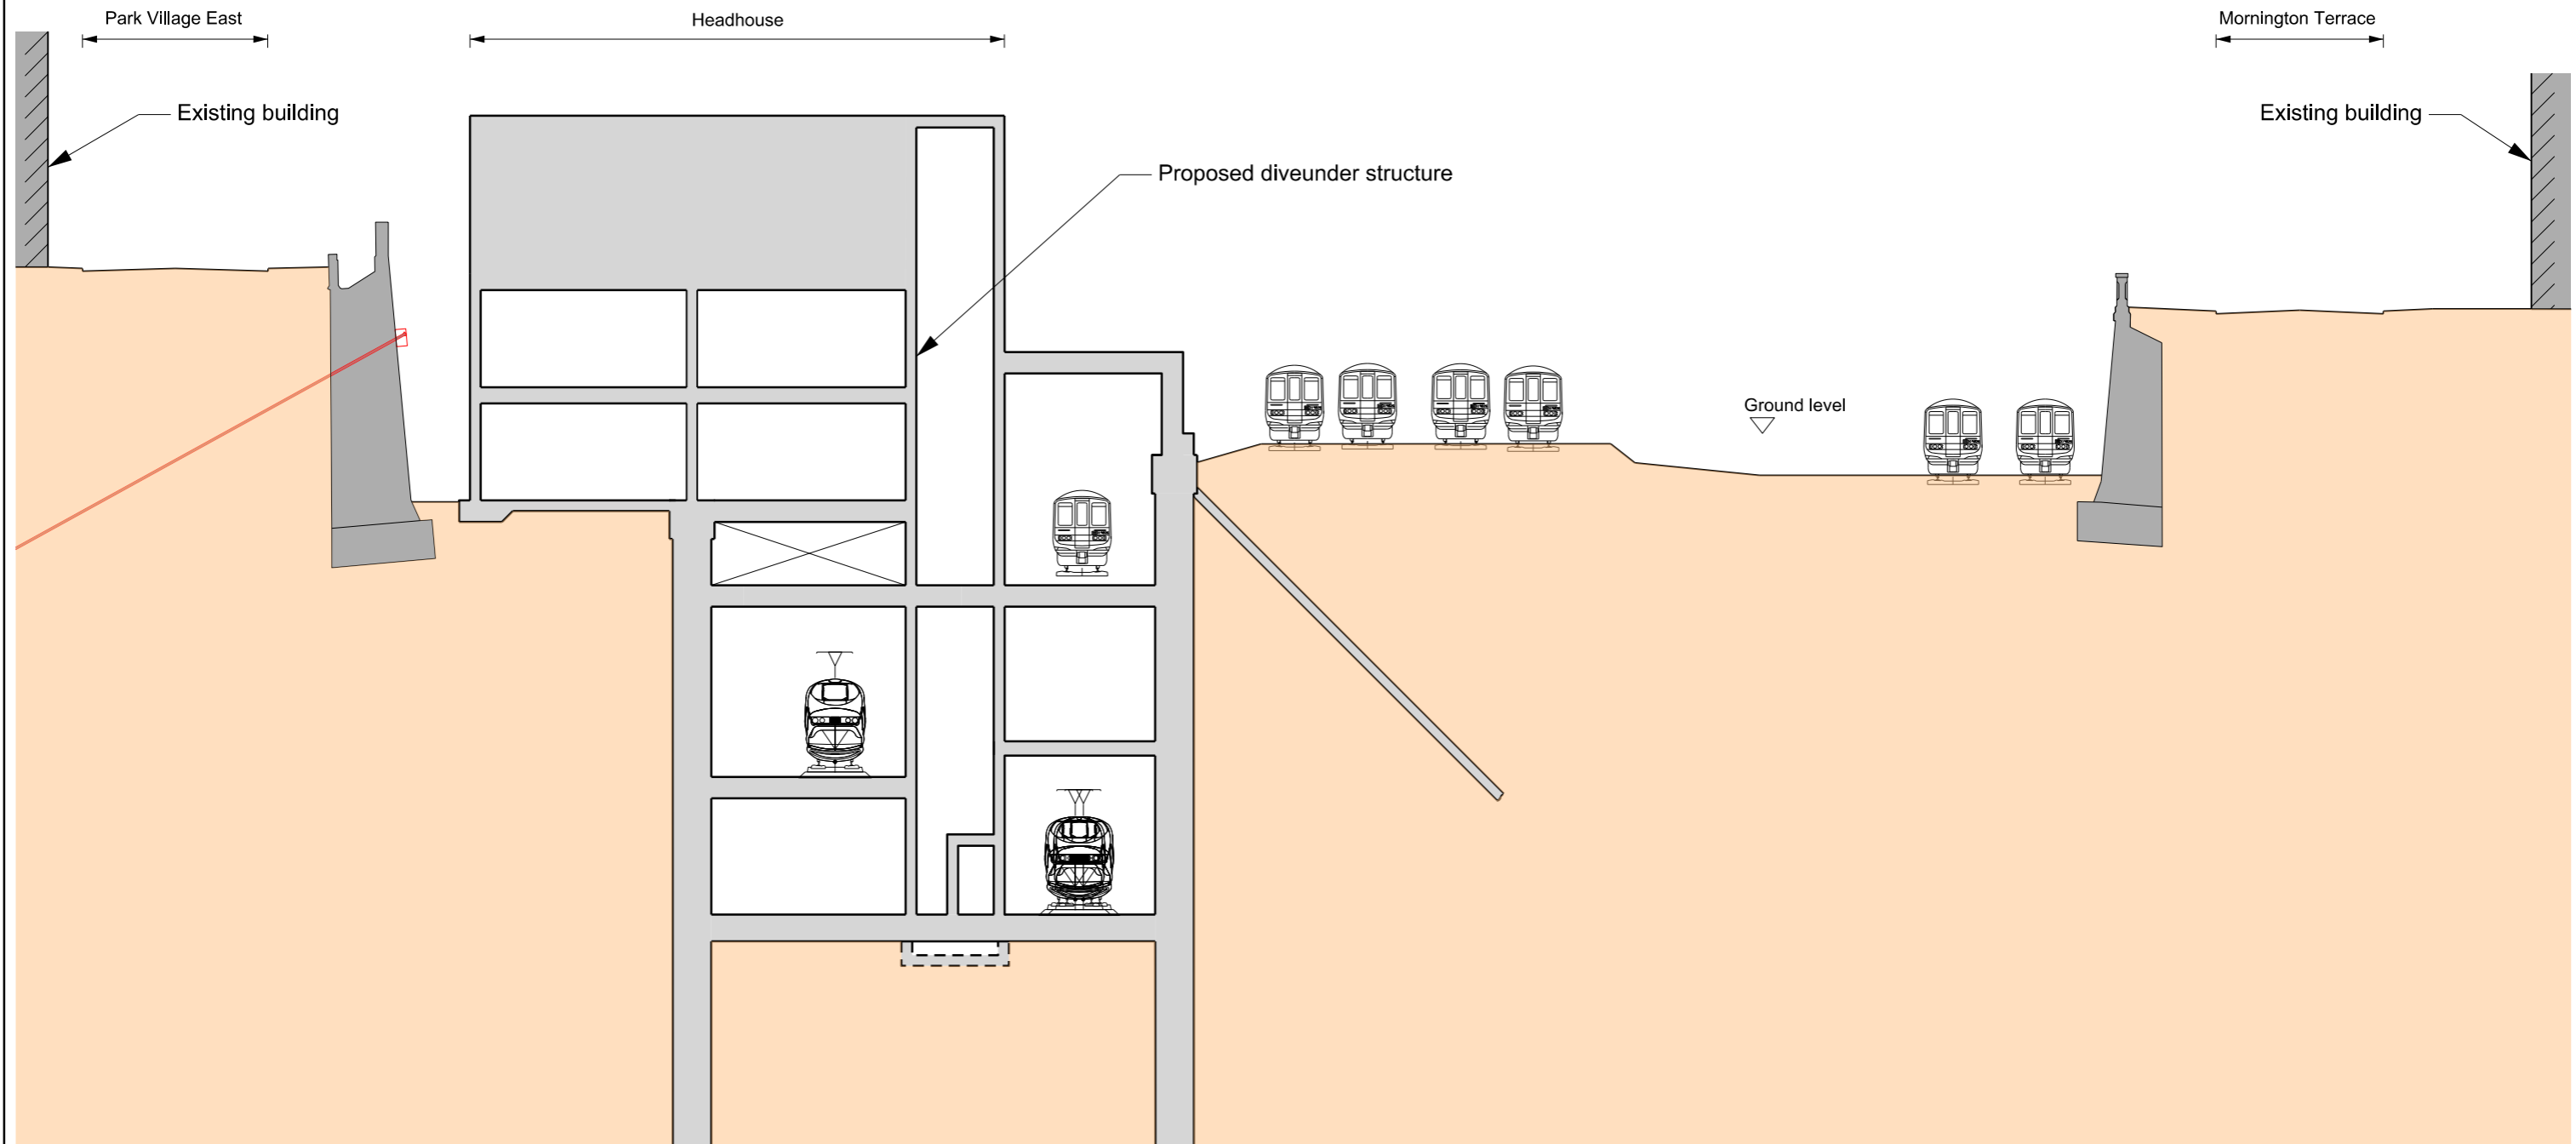 Park Village East
Headhouse
Mornington Terrace
Existing building
Existing building
Proposed diveunder structure
Ground level